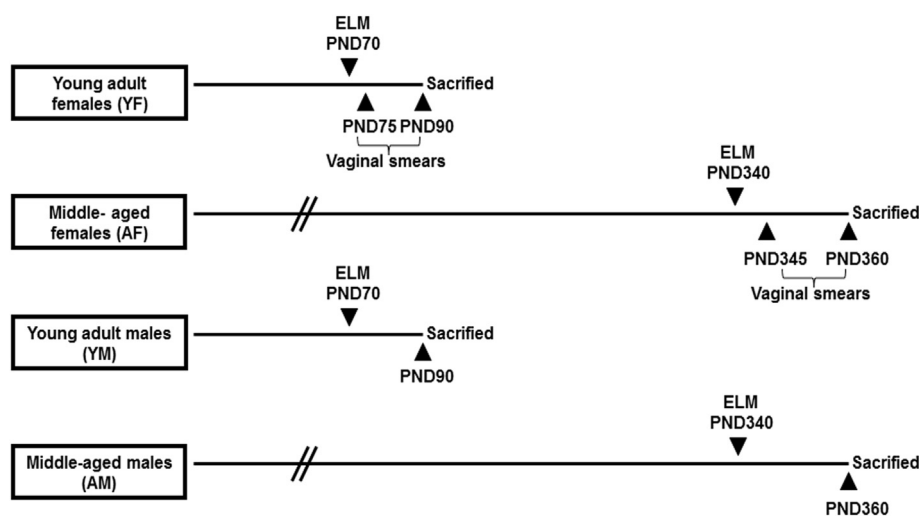 ELM
PND70
Young adult
females (YF)
Sacrified
PND75 PND90
Vaginal smears
ELM
PND340
Middle- aged
females (AF)
Sacrified
PND345 PND360
Vaginal smears
ELM
PND70
Young adult males
(YM)
Sacrified
PND90
ELM
PND340
Middle-aged males
(AM)
Sacrified
PND360